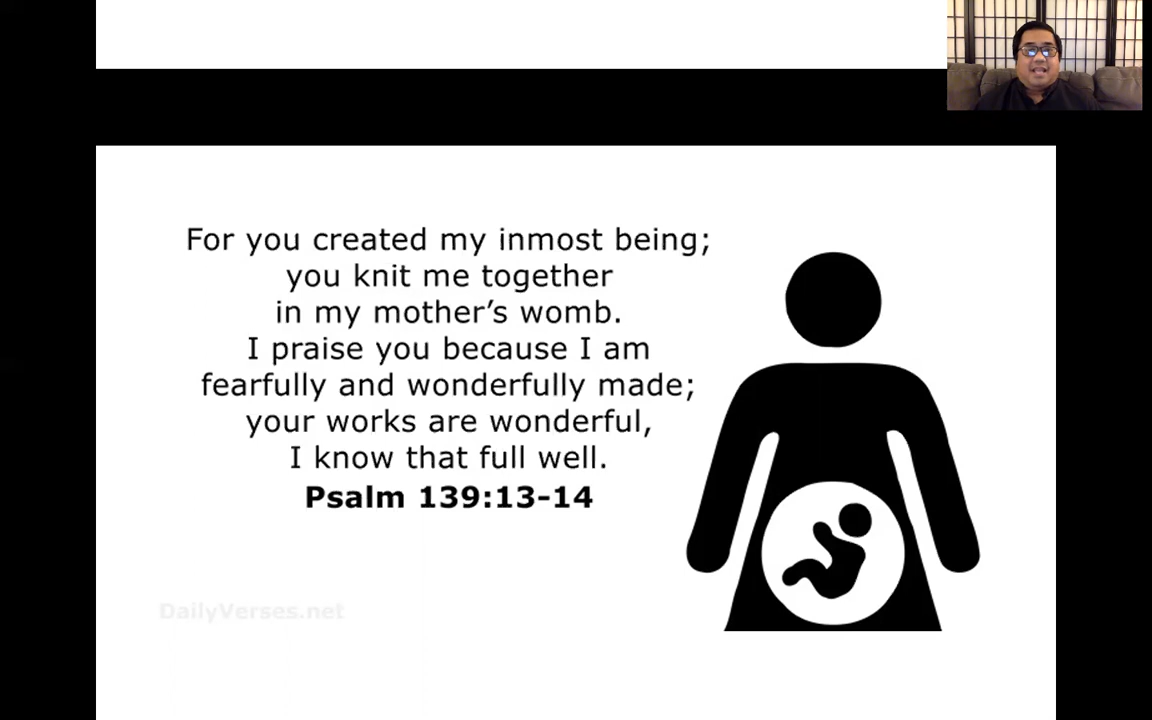 For you created my inmost being;
you knit me together
in my mother’s womb.
I praise you because I am
fearfully and wonderfully made;
your works are wonderful,
I know that full well.
Psalm 139:13-14
DailyVerses.net